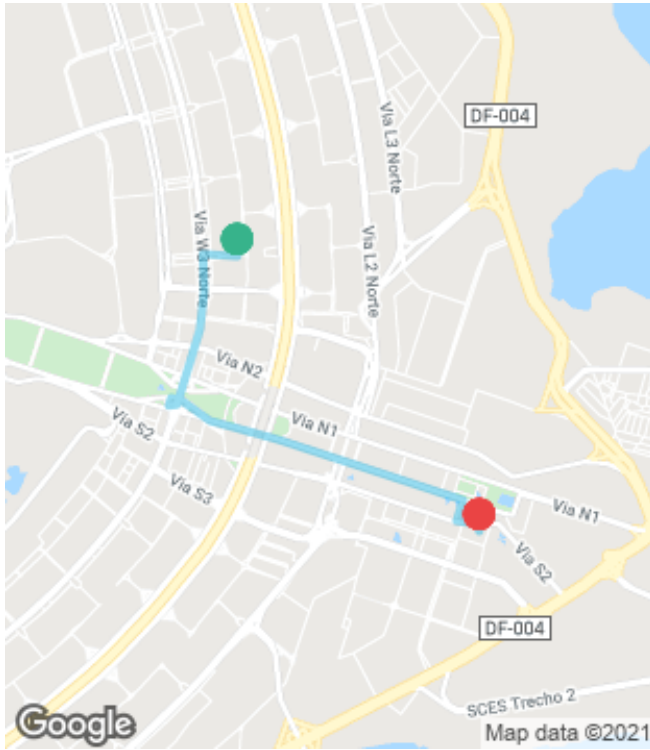 DF-004
Via L3 Norte
Via W3 Norte
Via L2 Norte
Via N2
Via N1
Via S2
Via S3
Via N1
Via S2
DF-004
SCES Trecho 2
Google
Map data ©2021